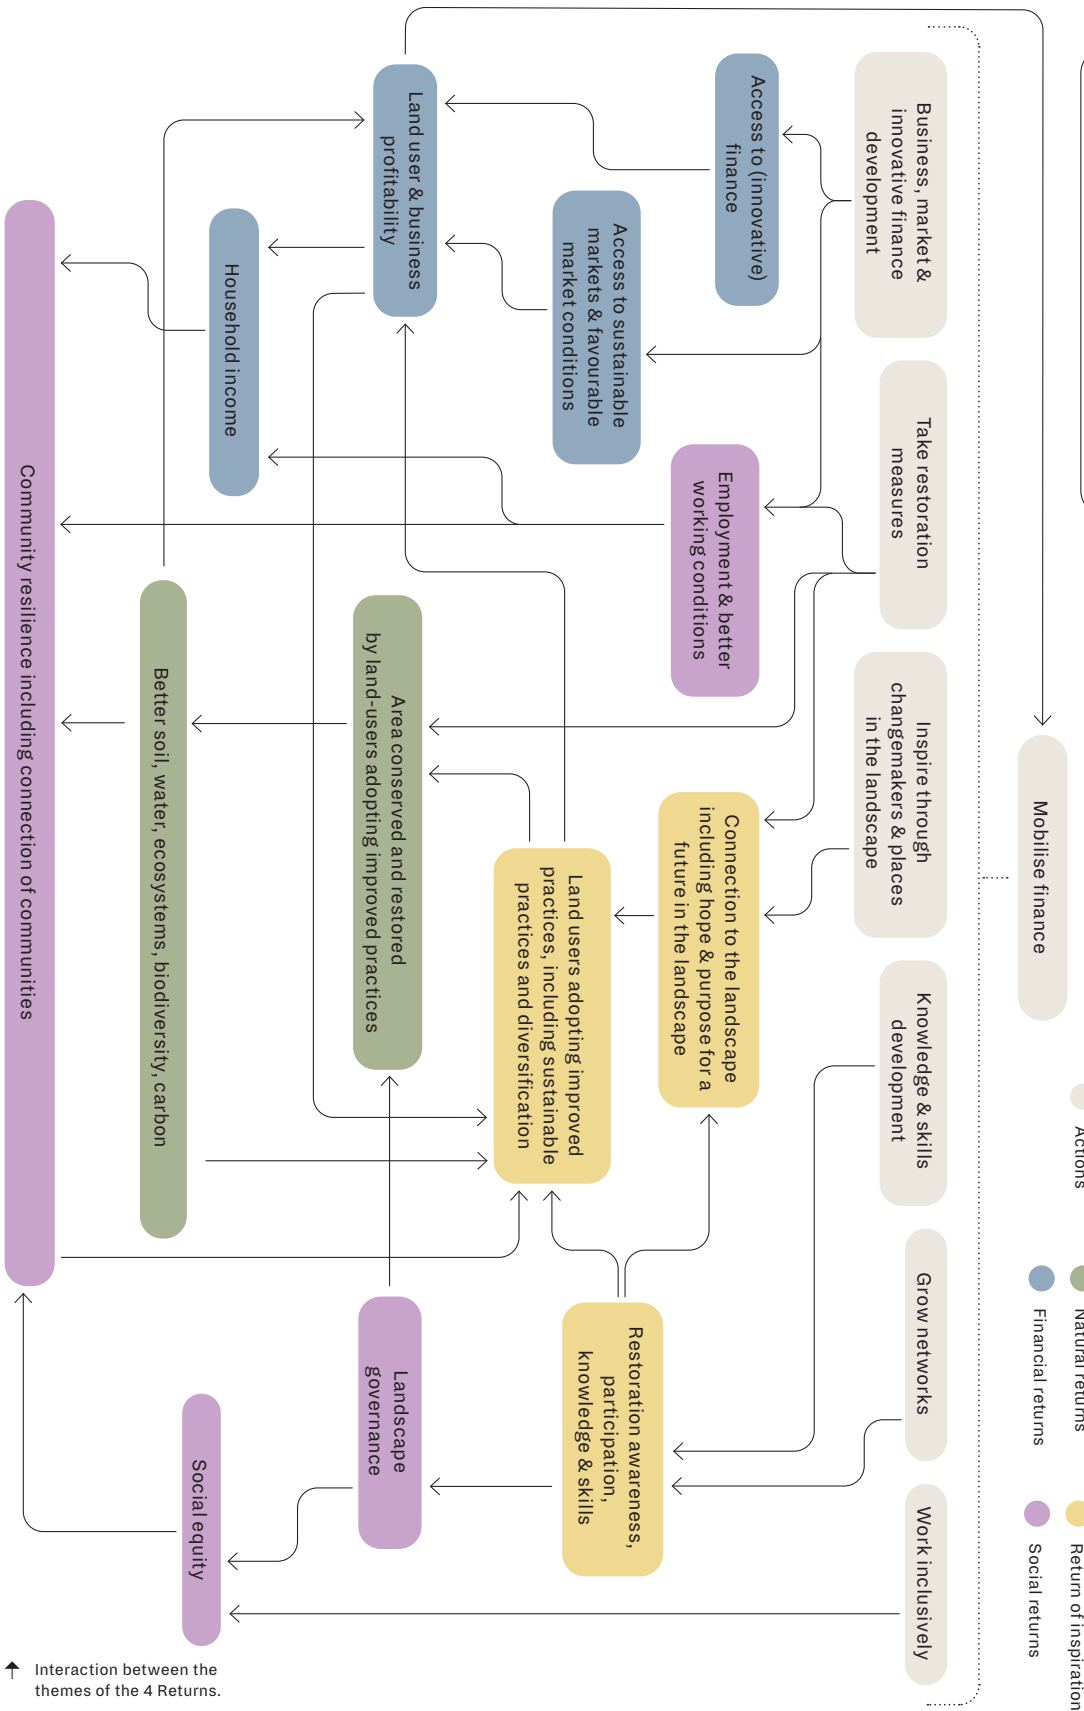 Actions
Natural returns
Return of inspiration
Financial returns
Social returns
Mobilise finance
Business, market &
innovative finance
development
Take restoration
measures
Inspire through
changemakers & places
in the landscape
Knowledge & skills
development
Grow networks
Work inclusively
Access to (innovative)
finance
Employment & better
working conditions
Connection to the landscape
including hope & purpose for a
future in the landscape
Access to sustainable
markets & favourable
market conditions
Land users adopting improved
practices, including sustainable
practices and diversification
Restoration awareness,
participation,
knowledge & skills
Land user & business
profitability
Area conserved and restored
by land-users adopting improved practices
Landscape
governance
Household income
Better soil, water, ecosystems, biodiversity, carbon
Social equity
Community resilience including connection of communities
Interaction between the
themes of the 4 Returns.